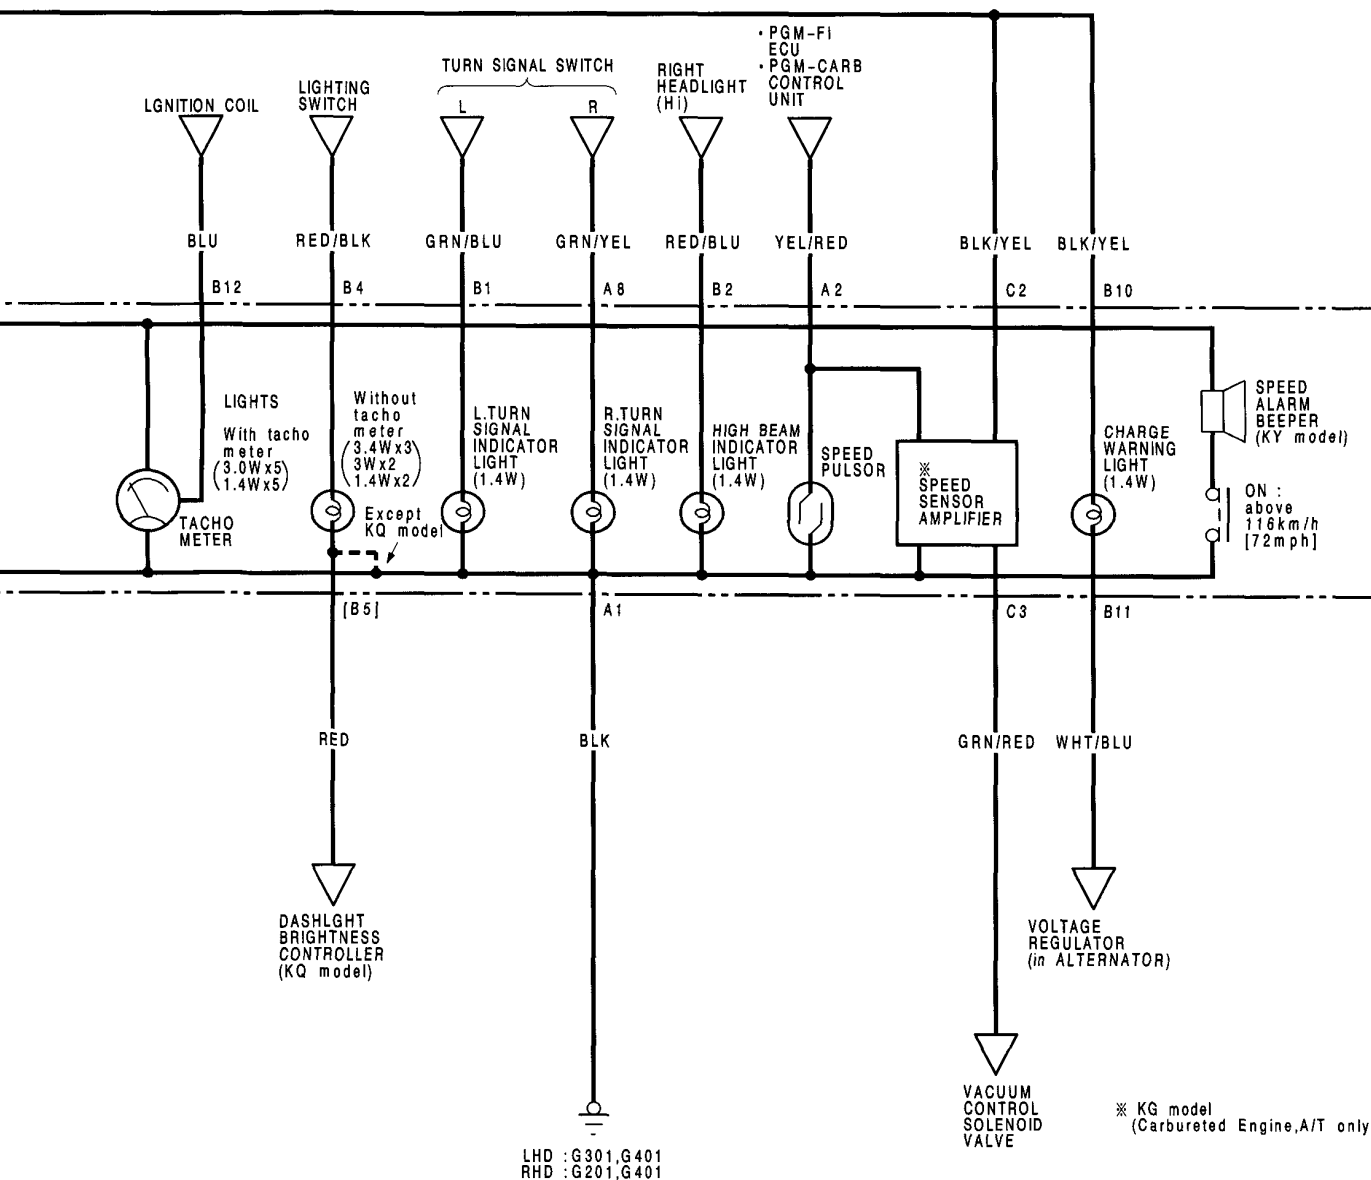 LGNITION COIL
LIGHTING
SWITCH
TURN SIGNAL SWITCH
L
R
RIGHT
HEADLIGHT
(Hi)
・PGM-FI
ECU
・PGM-CARB
CONTROL
UNIT
BLU
RED/BLK
GRN/BLU
GRN/YEL
RED/BLU
YEL/RED
BLK/YEL
BLK/YEL
B12
B4
B1
A8
B2
A2
C2
B10
LIGHTS
With tacho
meter
(3.0Wx5)
(1.4Wx5)
TACHO
METER
Without
tacho
meter
(3.4Wx3
3Wx2
1.4Wx2)
Except
KQ model
L.TURN
SIGNAL
INDICATOR
LIGHT
(1.4W)
R.TURN
SIGNAL
INDICATOR
LIGHT
(1.4W)
HIGH BEAM
INDICATOR
LIGHT
(1.4W)
SPEED
PULSOR
※
SPEED
SENSOR
AMPLIFIER
CHARGE
WARNING
LIGHT
(1.4W)
SPEED
ALARM
BEEPER
(KY model)
ON :
above
116km/h
[72mph]
[B5]
A1
C3
B11
RED
BLK
GRN/RED
WHT/BLU
DASHLGHT
BRIGHTNESS
CONTROLLER
(KQ model)
VOLTAGE
REGULATOR
(in ALTERNATOR)
VACUUM
CONTROL
SOLENOID
VALVE
※ KG model
(Carbureted Engine,A/T only
LHD :G301,G401
RHD :G201,G401